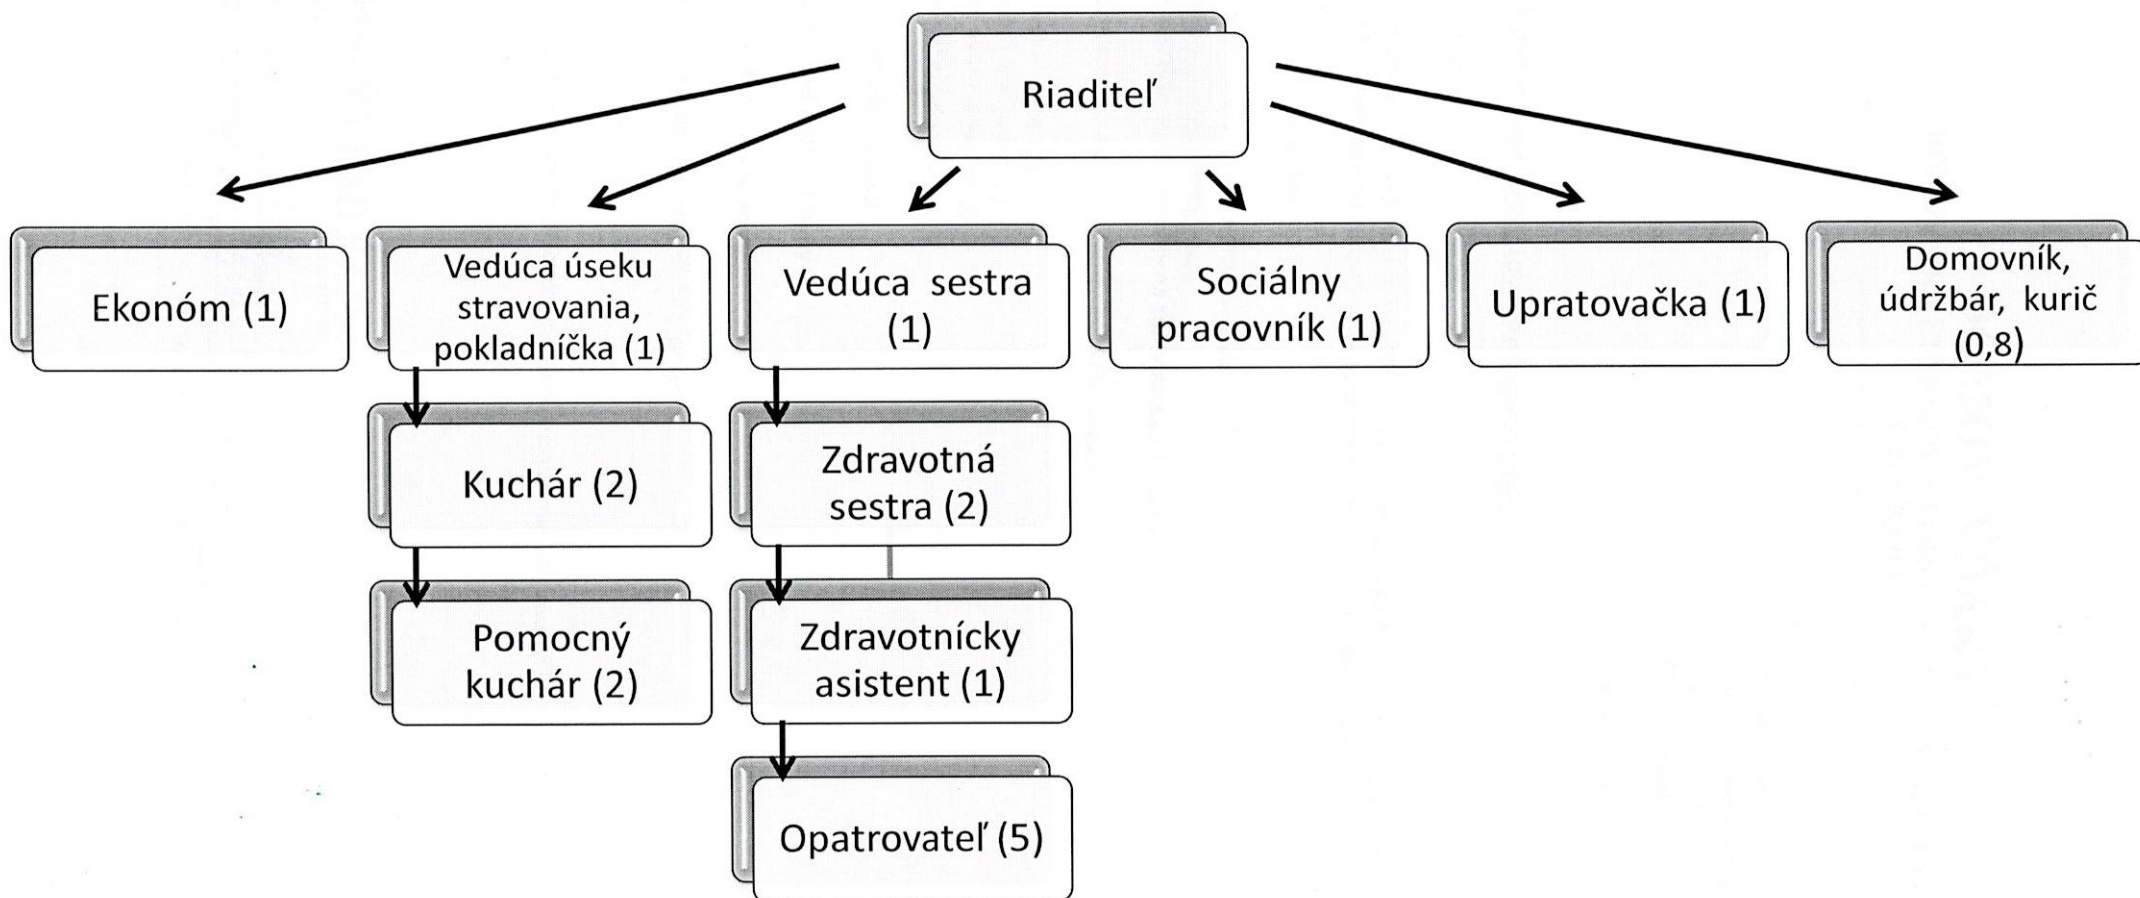 Riaditeľ
Ekonóm (1)
Vedúca úseku
stravovania,
pokladníčka (1)
Vedúca sestra
(1)
Sociálny
pracovník (1)
Upratovačka (1)
Domovník,
údržbár, kurič
(0,8)
Kuchár (2)
Zdravotná
sestra (2)
Pomocný
kuchár (2)
Zdravotnícky
asistent (1)
Opatrovateľ (5)